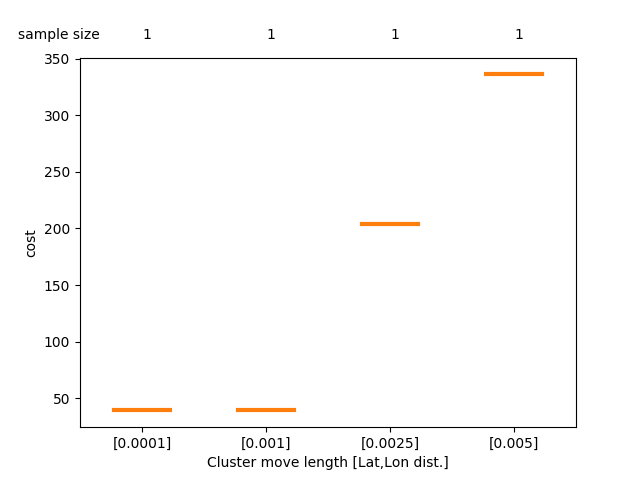 sample size 1 1 1 1
350
300
250
200
150
100
50
cost
[0.0001] [0.001] [0.0025] [0.005]
Cluster move length [Lat,Lon dist.]